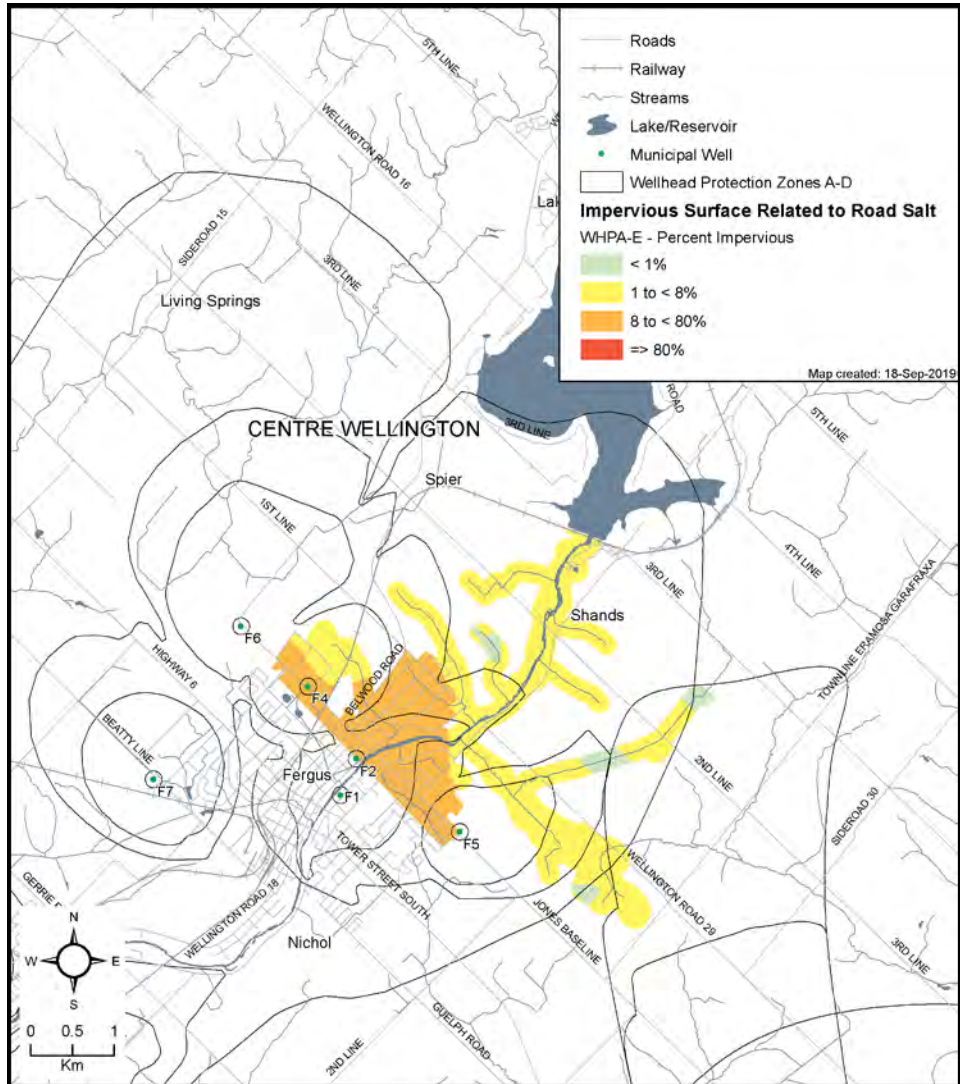 Roads
Railway
Streams
Lake/Reservoir
Municipal Well
Wellhead Protection Zones A-D
Impervious Surface Related to Road Salt
WHPA-E - Percent Impervious
< 1%
1 to < 8%
8 to < 80%
=> 80%
Map created: 18-Sep-2019
5TH LINE
WELLINGTON ROAD 16
SIDEROAD 15
3RD LINE
Living Springs
Lak
CENTRE WELLINGTON
3RD LINE
ROAD
5TH LINE
Spier
1ST LINE
4TH LINE
3RD LINE
TOWNLINE ERAMOSA GARAFRAXA
Shands
F6
HIGHWAY 6
BELWOOD ROAD
F4
BEATTY LINE
F2
Fergus
F7
F1
2ND LINE
SIDEROAD 30
F5
TOWER STREET SOUTH
WELLINGTON ROAD 29
GERRIE
WELLINGTON ROAD 18
JONES BASELINE
Nichol
3RD LINE
N
W E
S
GUELPH ROAD
2ND LINE
0 0.5 1
Km